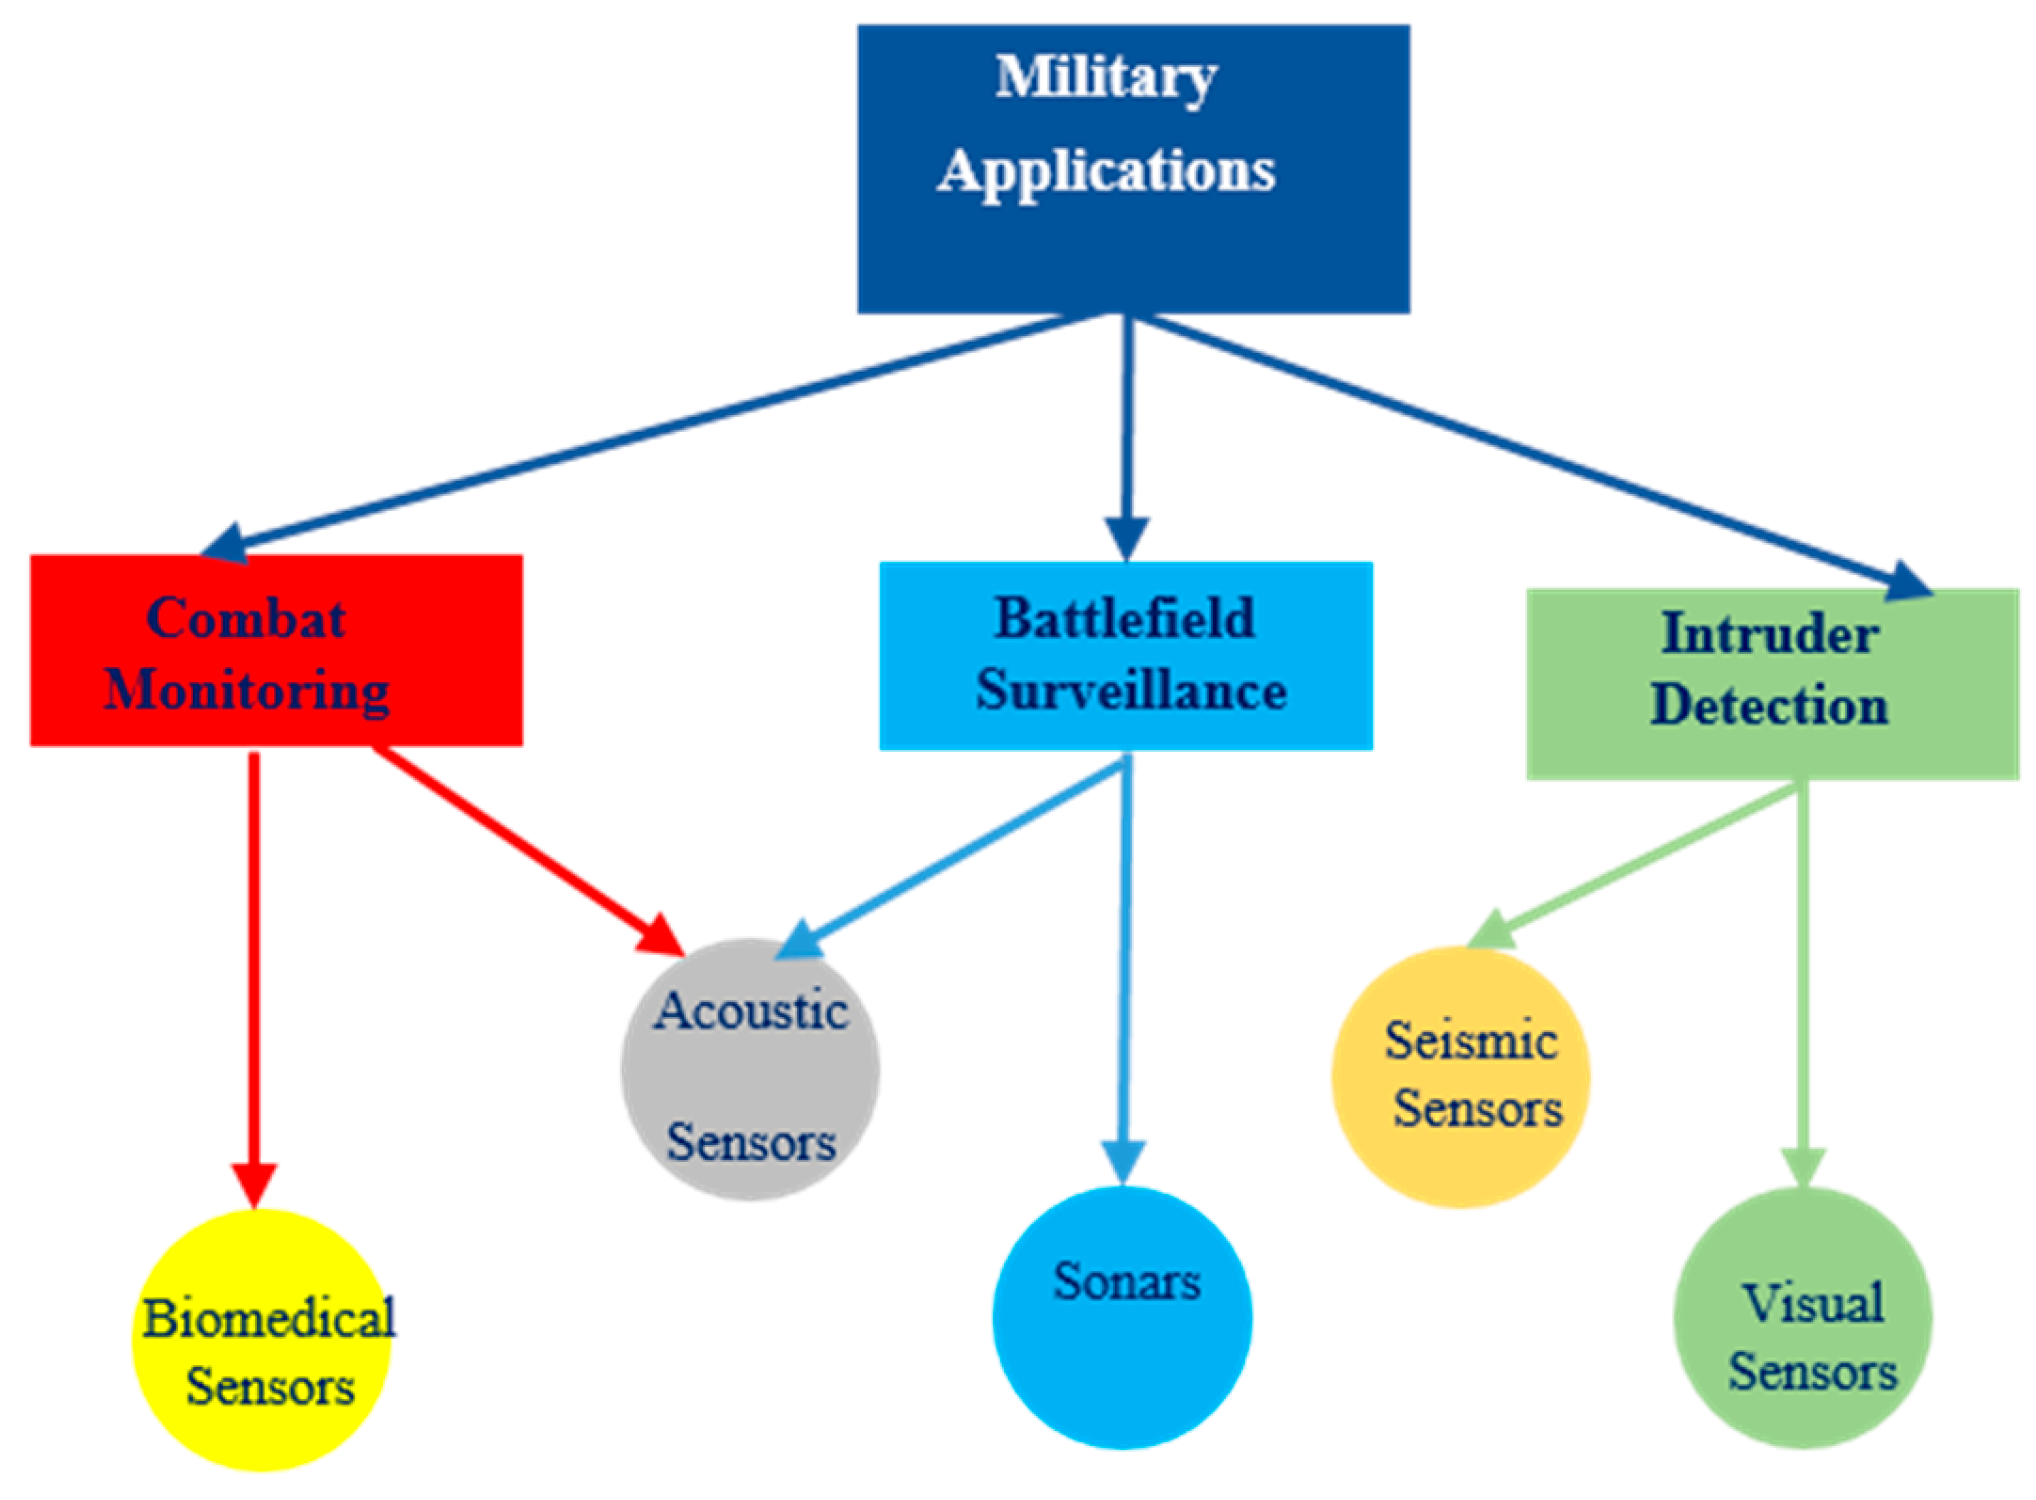 Military
Applications
Combat
Monitoring
Battlefield
Surveillance
Intruder
Detection
Acoustic
Sensors
Seismic
Sensors
Biomedical
Sensors
Sonars
Visual
Sensors